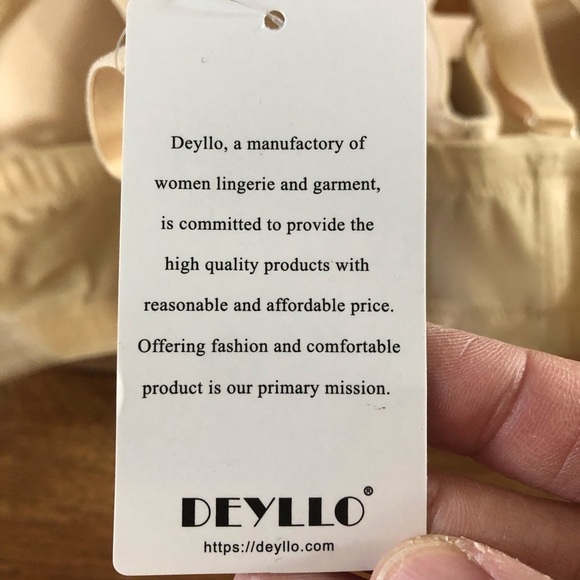 Deyllo, a manufactory of
women lingerie and garment,
is committed to provide the
high quality products with
reasonable and affordable price.
Offering fashion and comfortable
product is our primary mission.
DEYLLO®
https://deyllo.com